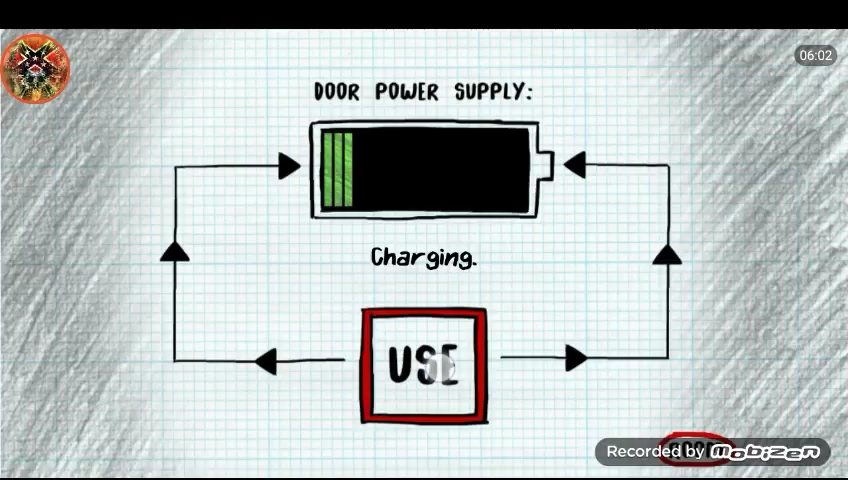 06:02
DOOR POWER SUPPLY:
Charging.
USE
Recorded by mobizen